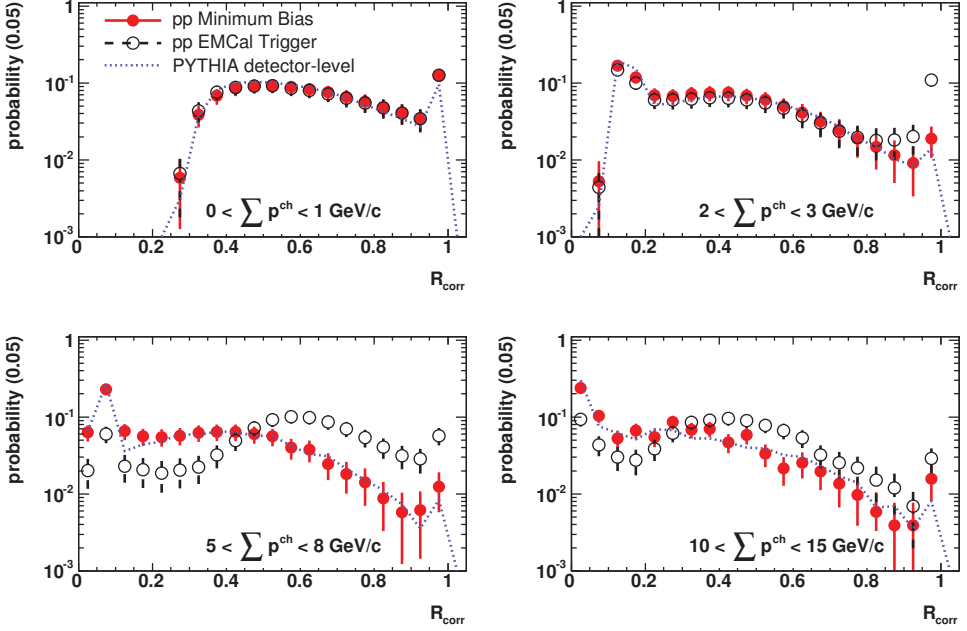 probability (0.05)
1
10^-1
10^-2
10^-3
pp Minimum Bias
pp EMCal Trigger
PYTHIA detector-level
0 < ∑ p^ch < 1 GeV/c
0 0.2 0.4 0.6 0.8 1
R_corr
probability (0.05)
1
10^-1
10^-2
10^-3
2 < ∑ p^ch < 3 GeV/c
0 0.2 0.4 0.6 0.8 1
R_corr
probability (0.05)
1
10^-1
10^-2
10^-3
5 < ∑ p^ch < 8 GeV/c
0 0.2 0.4 0.6 0.8 1
R_corr
probability (0.05)
1
10^-1
10^-2
10^-3
10 < ∑ p^ch < 15 GeV/c
0 0.2 0.4 0.6 0.8 1
R_corr